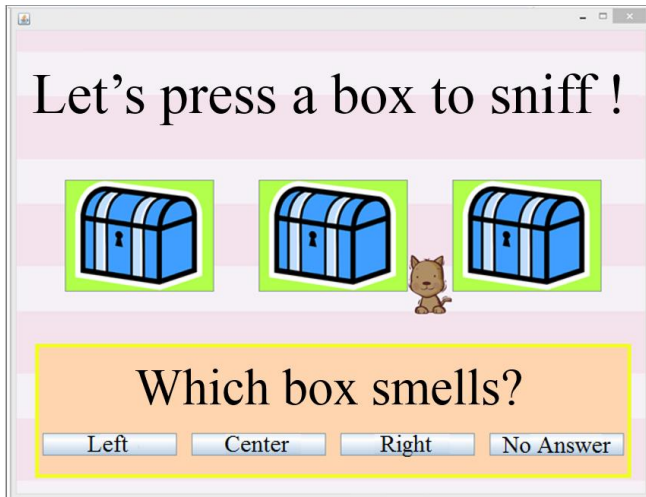 Let's press a box to sniff !
Which box smells?
Left Center Right No Answer